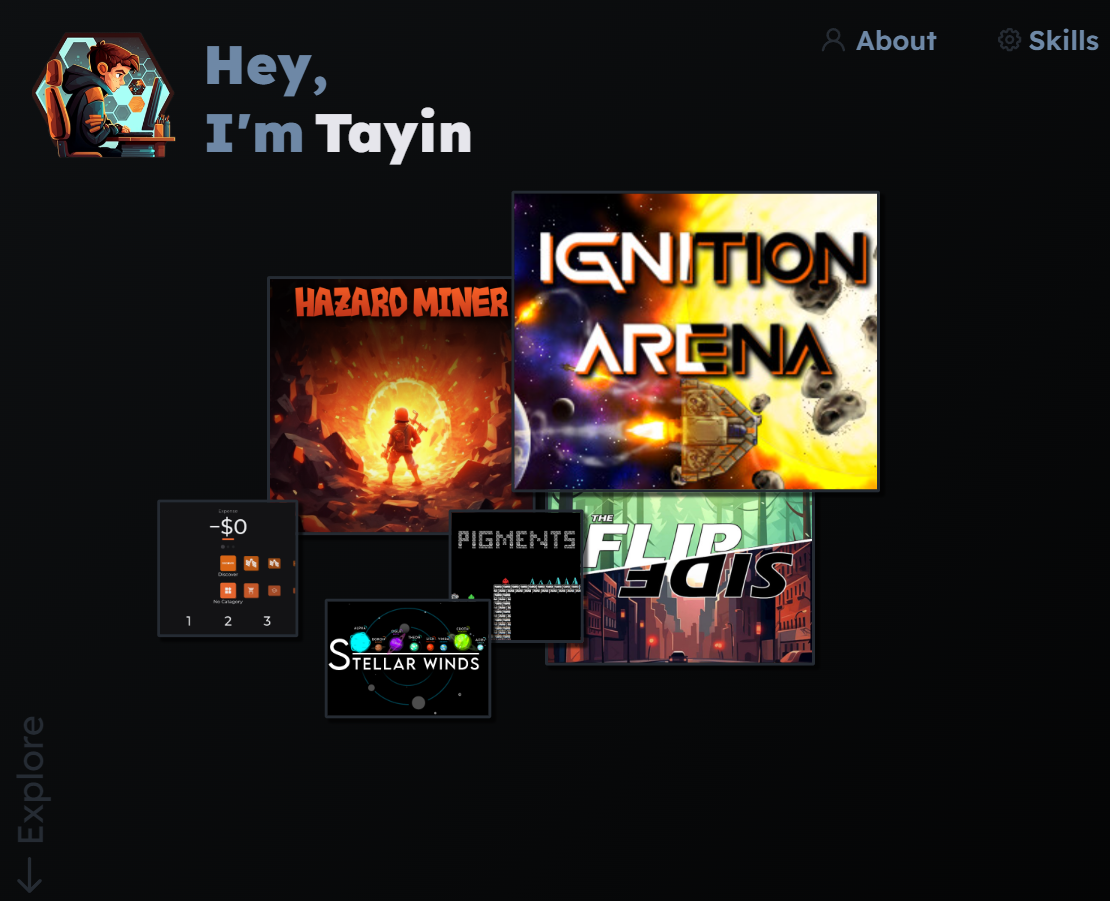 Hey,
I'm Tayin
About
Skills
IGNITION
ARENA
HAZARD MINER
Expense
−$0
Discover
No Category
1 2 3
PIGMENTS
THE
FLIP
SIDE
STELLAR WINDS
← Explore